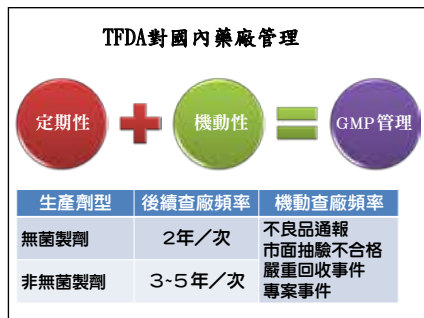 TFDA對國內藥廠管理
定期性
機動性
GMP管理
生產劑型 後續查廠頻率 機動查廠頻率
無菌製劑 2年／次 不良品通報
市面抽驗不合格
嚴重回收事件
專案事件
非無菌製劑 3~5年／次